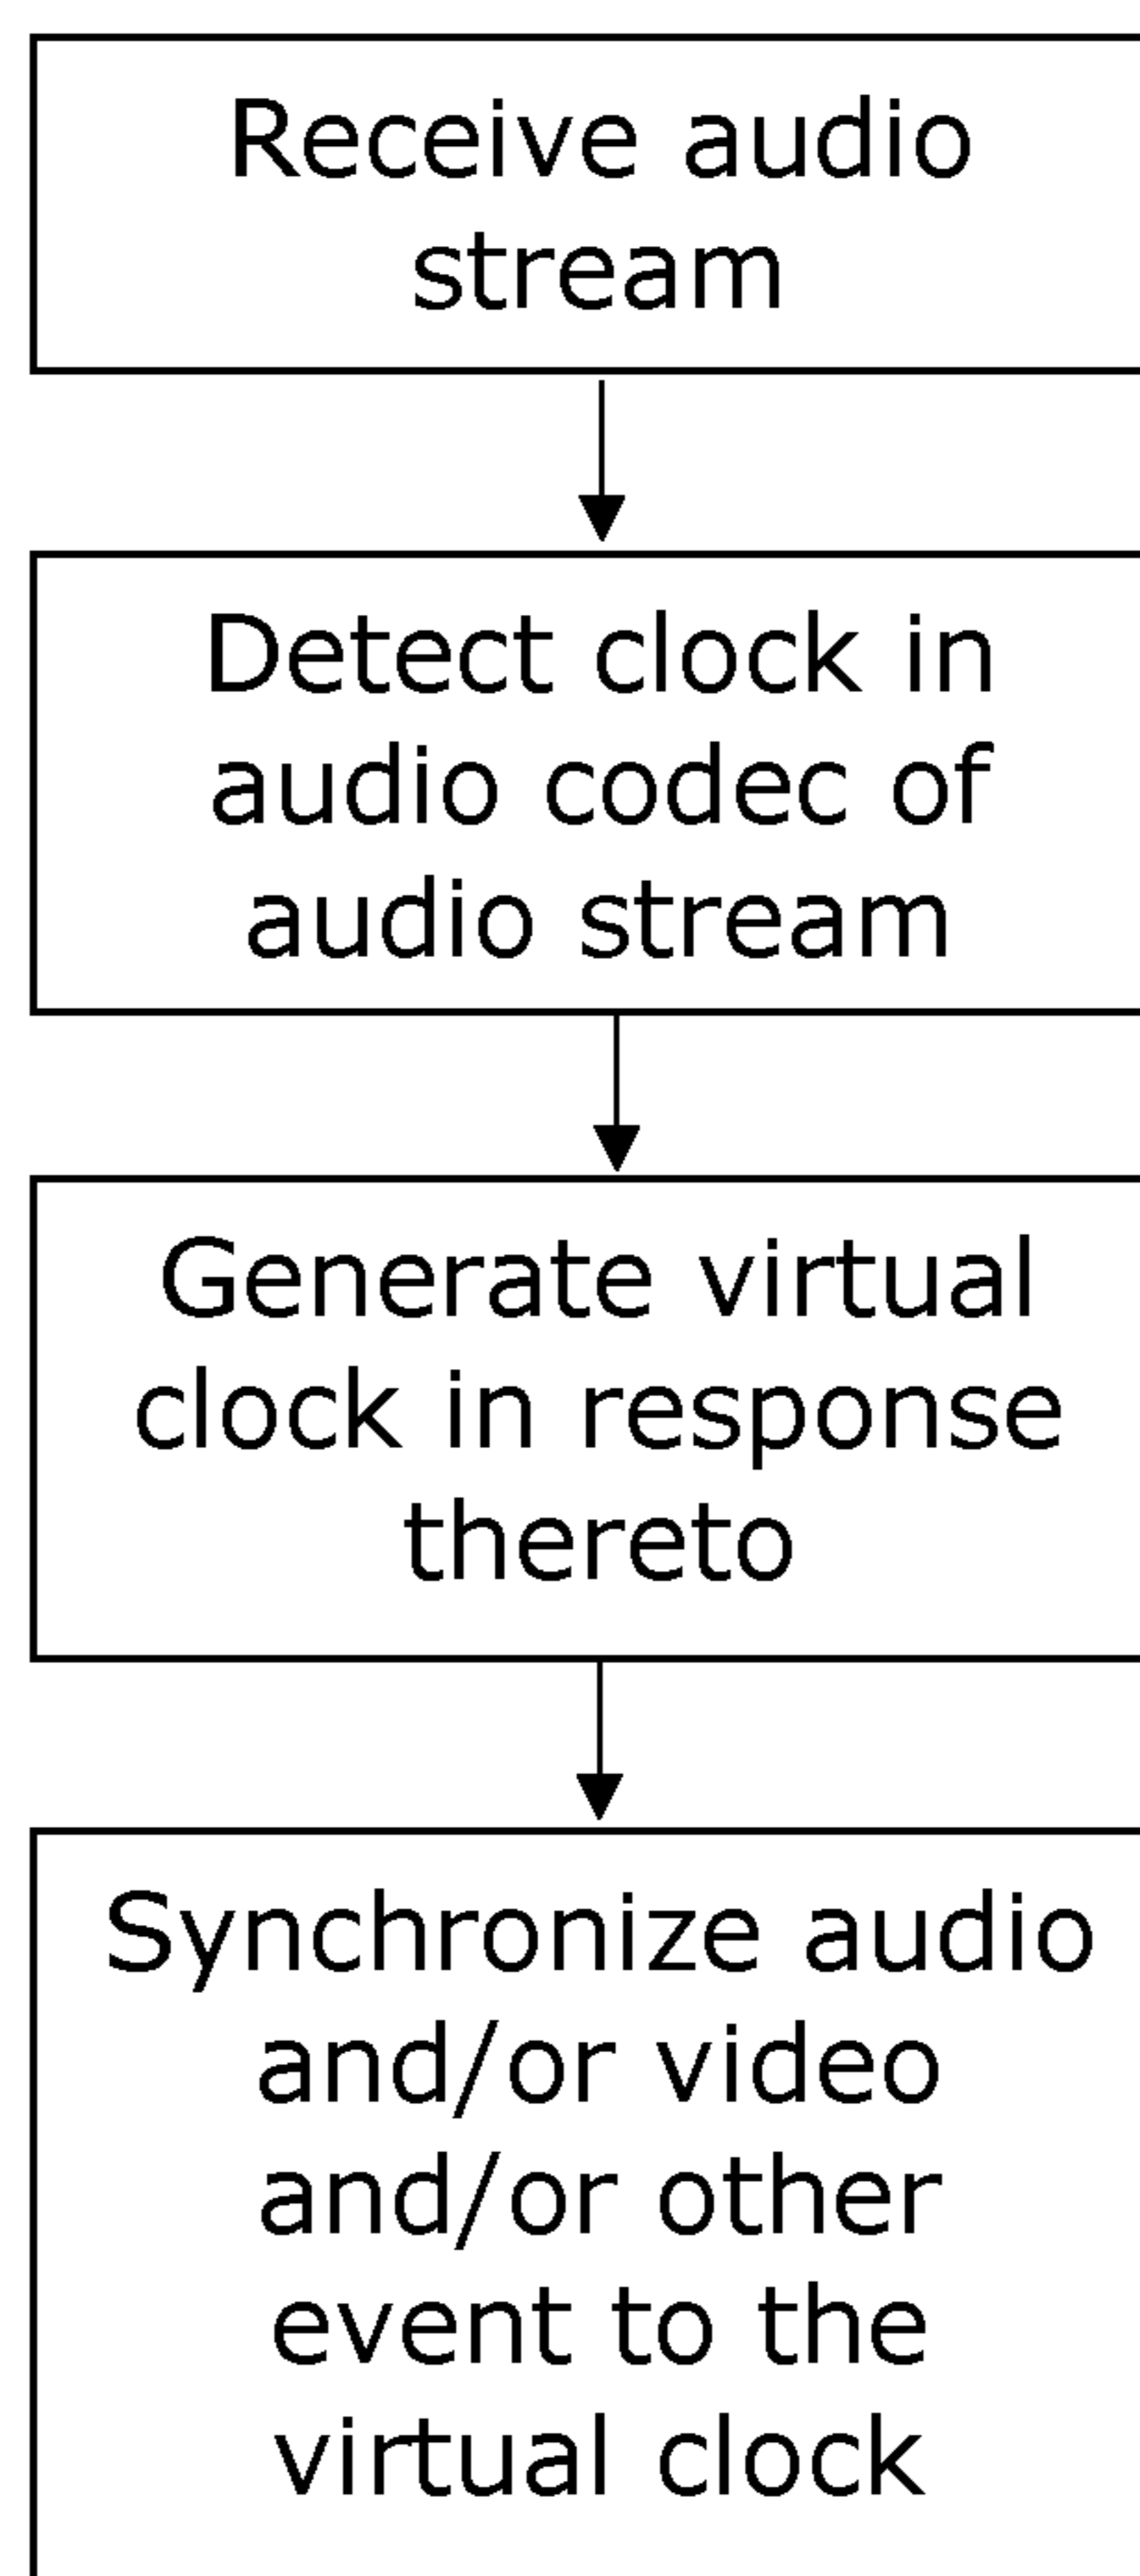 Receive audio
stream
Detect clock in
audio codec of
audio stream
Generate virtual
clock in response
thereto
Synchronize audio
and/or video
and/or other
event to the
virtual clock